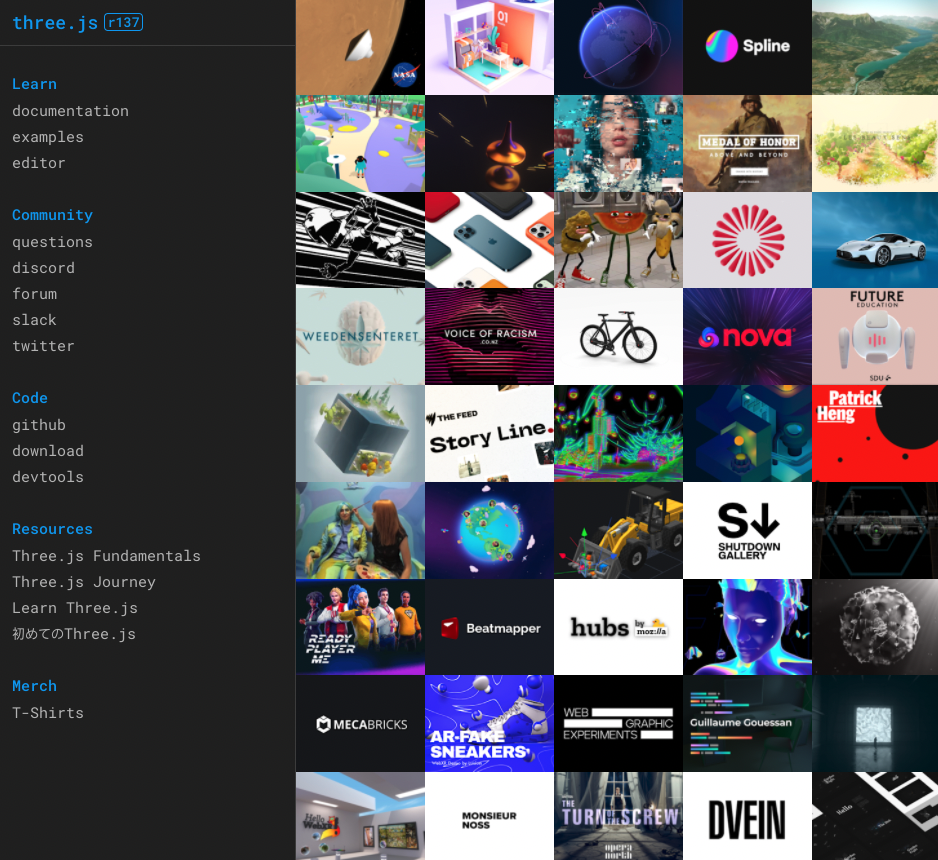 three.js r137
Learn
documentation
examples
editor
Community
questions
discord
forum
slack
twitter
Code
github
download
devtools
Resources
Three.js Fundamentals
Three.js Journey
Learn Three.js
初めてのThree.js
Merch
T-Shirts
NASA
01
Spline
MEDAL OF HONOR
ABOVE AND BEYOND
WEEDENSENTERET
VOICE OF RACISM
.CO.NZ
nova
FUTURE
EDUCATION
SDU
THE FEED
Story Line.
Patrick
Heng
S↓
SHUTDOWN
GALLERY
READY
PLAYER
ME
Beatmapper
hubs by
moz://a
MECABRICKS
AR-FAKE
SNEAKERS
WEB
GRAPHIC
EXPERIMENTS
Guillaume Gouessan
Hello
MONSIEUR
NOSS
THE
TURN OF THE SCREW
opera
north
DVEIN
Hello